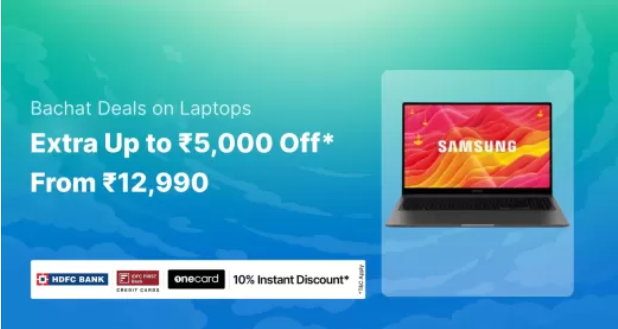 Bachat Deals on Laptops
Extra Up to ₹5,000 Off*
From ₹12,990
SAMSUNG
HDFC BANK
IDFC FIRST
Bank
CREDIT CARDS
onecard
10% Instant Discount*
*T&C Apply